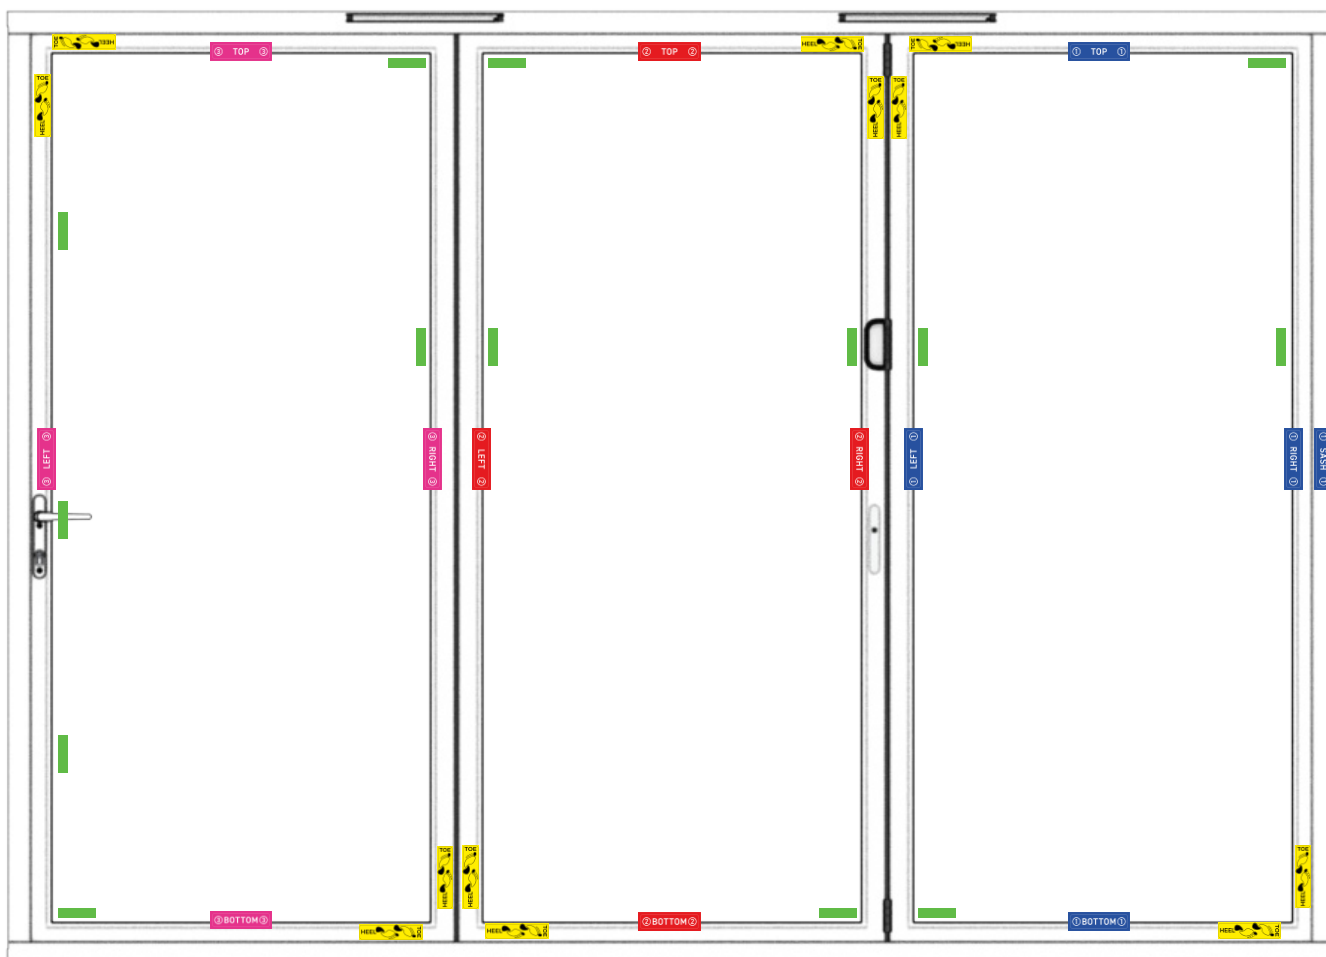 TOE HEEL
③ TOP ③
② TOP ②
HEEL TOE
TOE HEEL
① TOP ①
TOE HEEL
TOE HEEL
TOE HEEL
③ LEFT ③
③ RIGHT ③
② LEFT ②
② RIGHT ②
① LEFT ①
① RIGHT ①
① SASH ①
TOE HEEL
TOE HEEL
TOE HEEL
③BOTTOM③
HEEL TOE
HEEL TOE
②BOTTOM②
①BOTTOM①
HEEL TOE